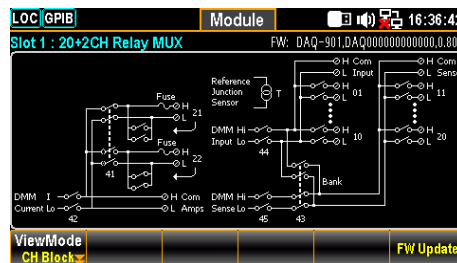 LOC GPIB Module 16:36:42
Slot 1 : 20+2CH Relay MUX FW: DAQ-901,DAQ000000000000,0.80
H Com H Com
L Input L Sens
Reference
Junction
Sensor
T
H 01 H 11
L L
Fuse
H 21
L
Fuse
H 22
L
DMM Hi
Input Lo
H 10 H 20
L L
44
41
Bank
DMM I H Com DMM Hi
Current Lo L Amps Sense Lo
42 45 43
ViewMode
CH Block FW Update